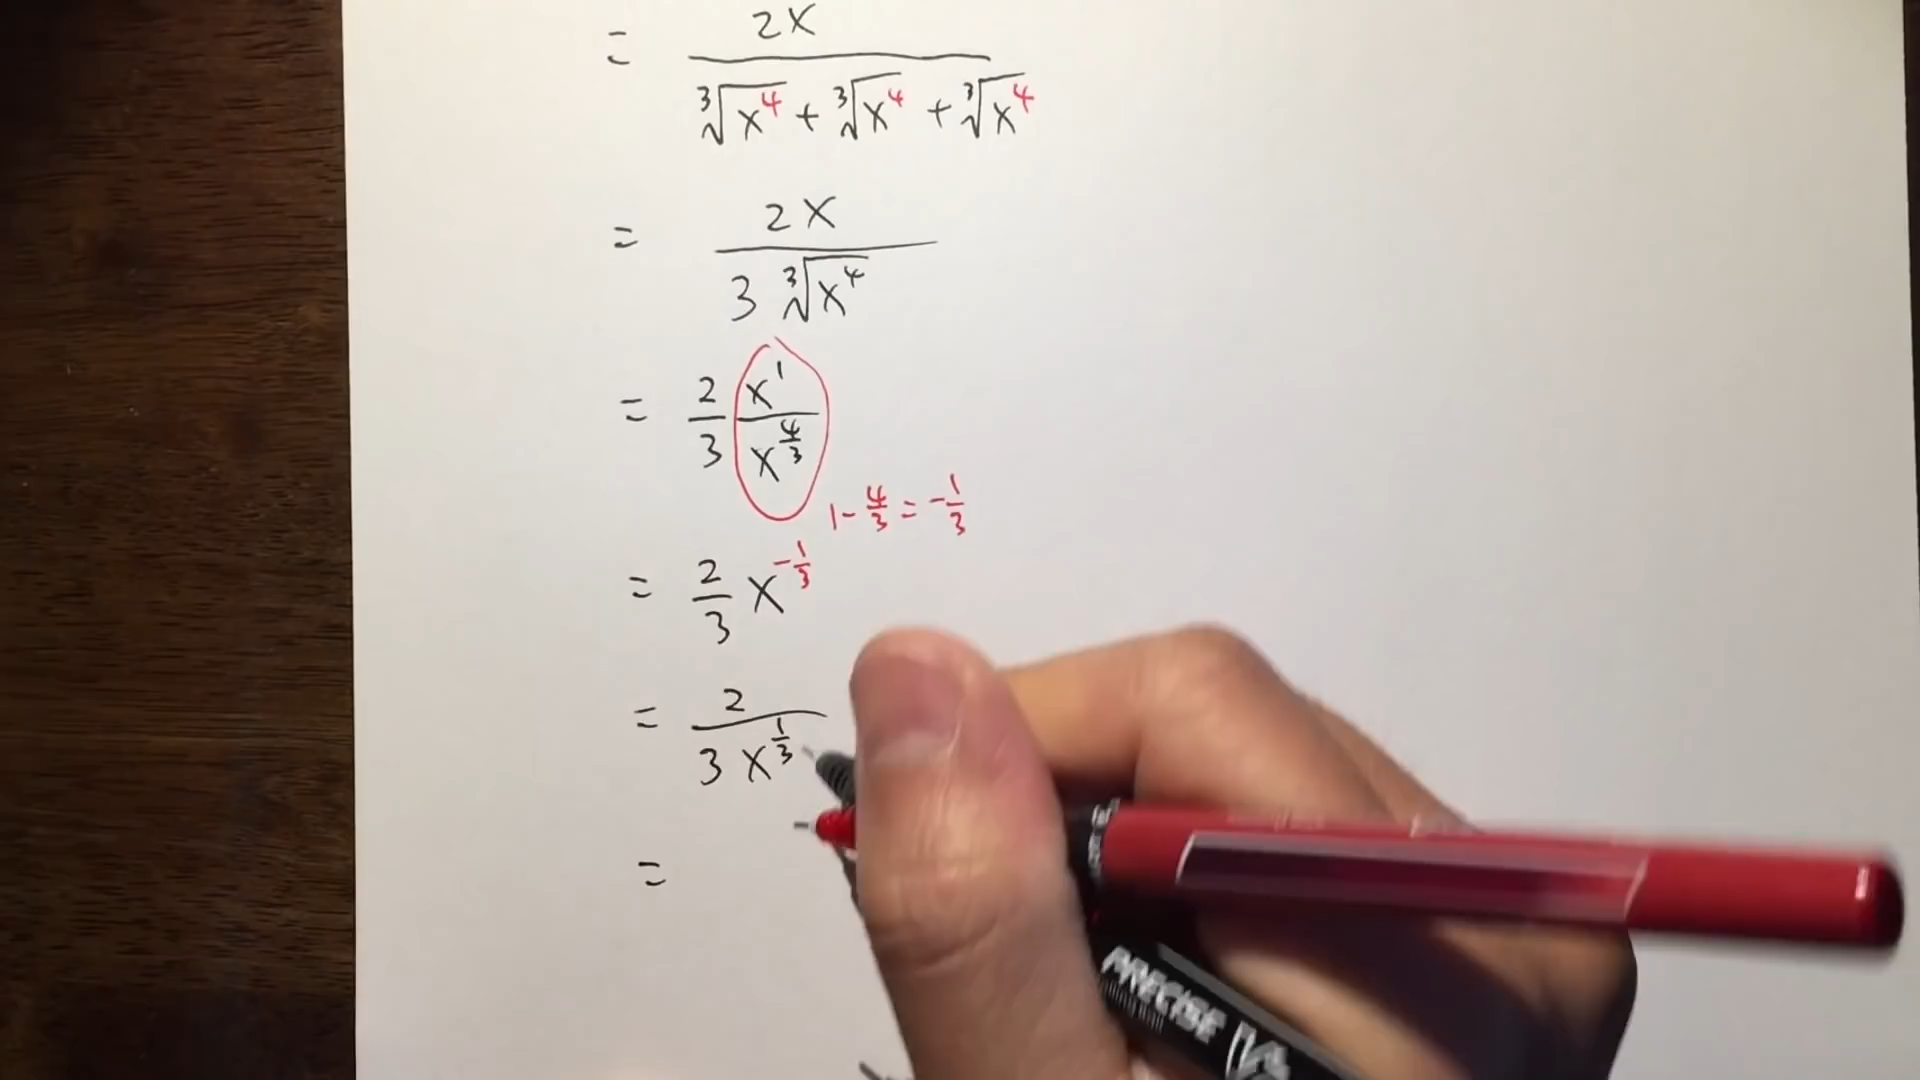 = 2x / (∛x⁴ + ∛x⁴ + ∛x⁴)
= 2x / (3 ∛x⁴)
= 2/3 x¹/x^(4/3)
1 - 4/3 = -1/3
= 2/3 x^(-1/3)
= 2 / (3 x^(1/3))
=
PRECISE V5